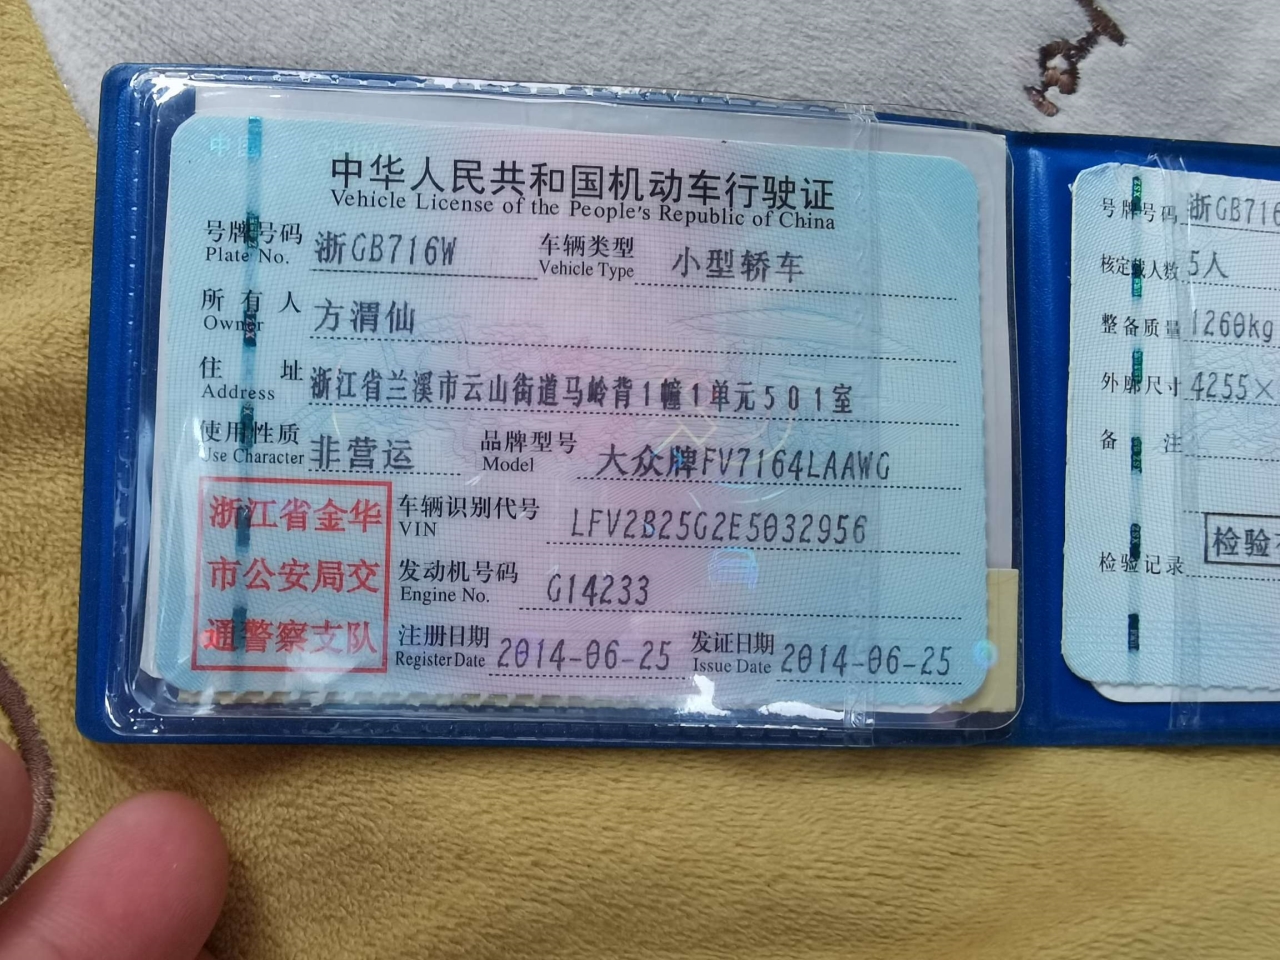 中华人民共和国机动车行驶证
Vehicle License of the People's Republic of China
号牌号码 浙GB716W 车辆类型 小型轿车
Plate No. Vehicle Type
所有人 方渭仙
Owner
住址 浙江省兰溪市云山街道马岭背1幢1单元501室
Address
使用性质 非营运 品牌型号 大众牌FV7164LAAWG
Use Character Model
浙江省金华
市公安局交
通警察支队
车辆识别代号 LFV2B25G2E5032956
VIN
发动机号码 G14233
Engine No.
注册日期 2014-06-25 发证日期 2014-06-25
Register Date Issue Date
号牌号码 浙GB716
核定载人数 5人
整备质量 1260kg
外廓尺寸 4255×
备注
检验
检验记录